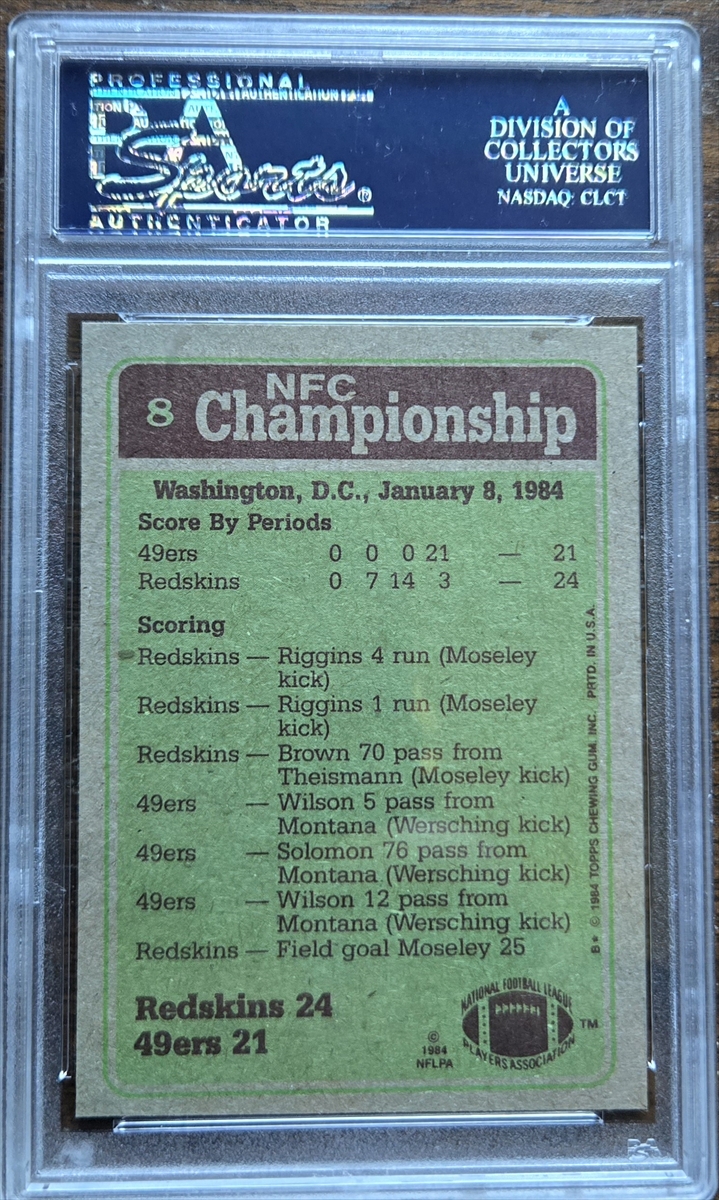 PROFESSIONAL
PSA
Sports®
AUTHENTICATOR
A
DIVISION OF
COLLECTORS
UNIVERSE
NASDAQ: CLCT
8 NFC
Championship
Washington, D.C., January 8, 1984
Score By Periods
49ers 0 0 0 21 — 21
Redskins 0 7 14 3 — 24
Scoring
Redskins — Riggins 4 run (Moseley
kick)
Redskins — Riggins 1 run (Moseley
kick)
Redskins — Brown 70 pass from
Theismann (Moseley kick)
49ers — Wilson 5 pass from
Montana (Wersching kick)
49ers — Solomon 76 pass from
Montana (Wersching kick)
49ers — Wilson 12 pass from
Montana (Wersching kick)
Redskins — Field goal Moseley 25
Redskins 24
49ers 21
© 
1984
NFLPA
NATIONAL FOOTBALL LEAGUE
PLAYERS ASSOCIATION
™
B* © 1984 TOPPS CHEWING GUM, INC. PRTD. IN U.S.A.
PSA